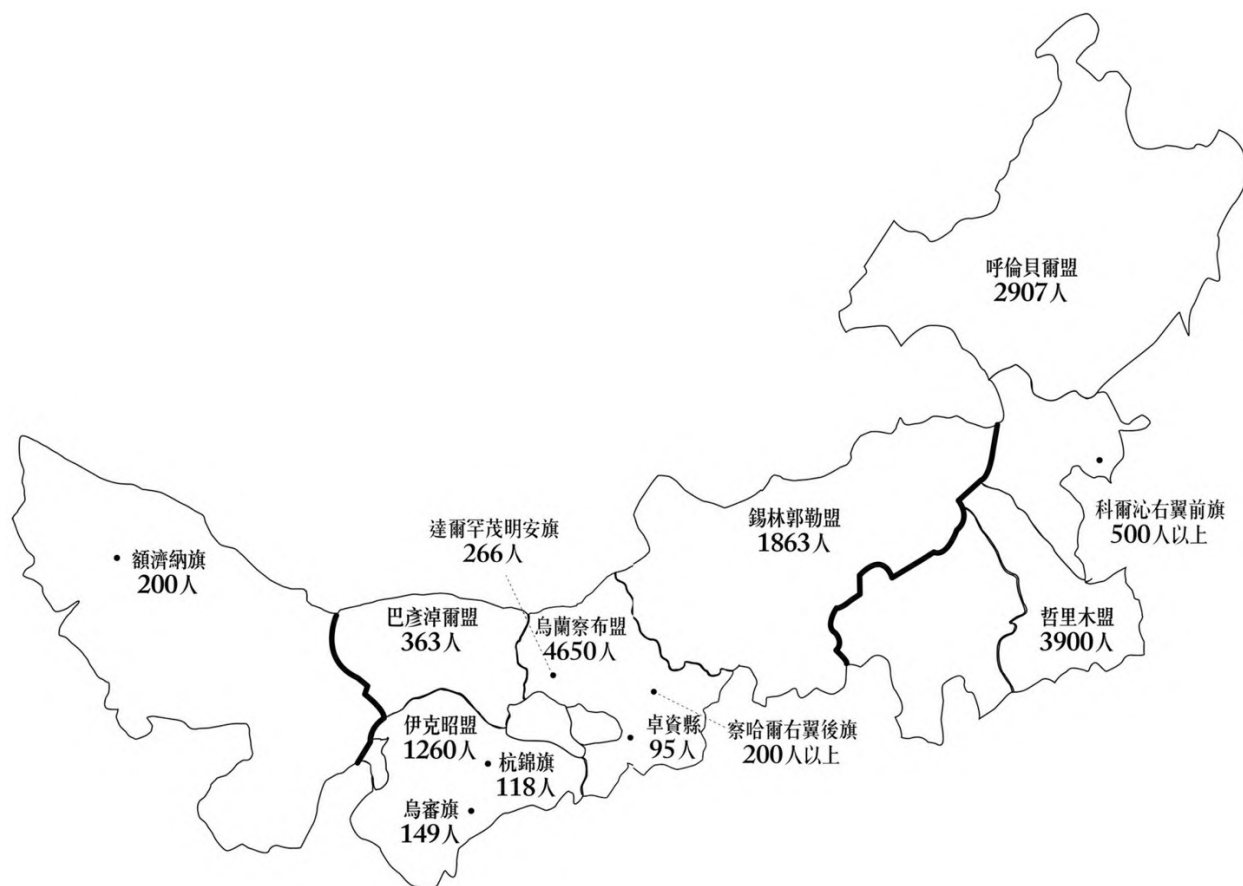 呼倫貝爾盟
2907人
科爾沁右翼前旗
500人以上
錫林郭勒盟
1863人
達爾罕茂明安旗
266人
額濟納旗
200人
巴彥淖爾盟
363人
烏蘭察布盟
4650人
哲里木盟
3900人
伊克昭盟
1260人
杭錦旗
118人
卓資縣
95人
察哈爾右翼後旗
200人以上
烏審旗
149人